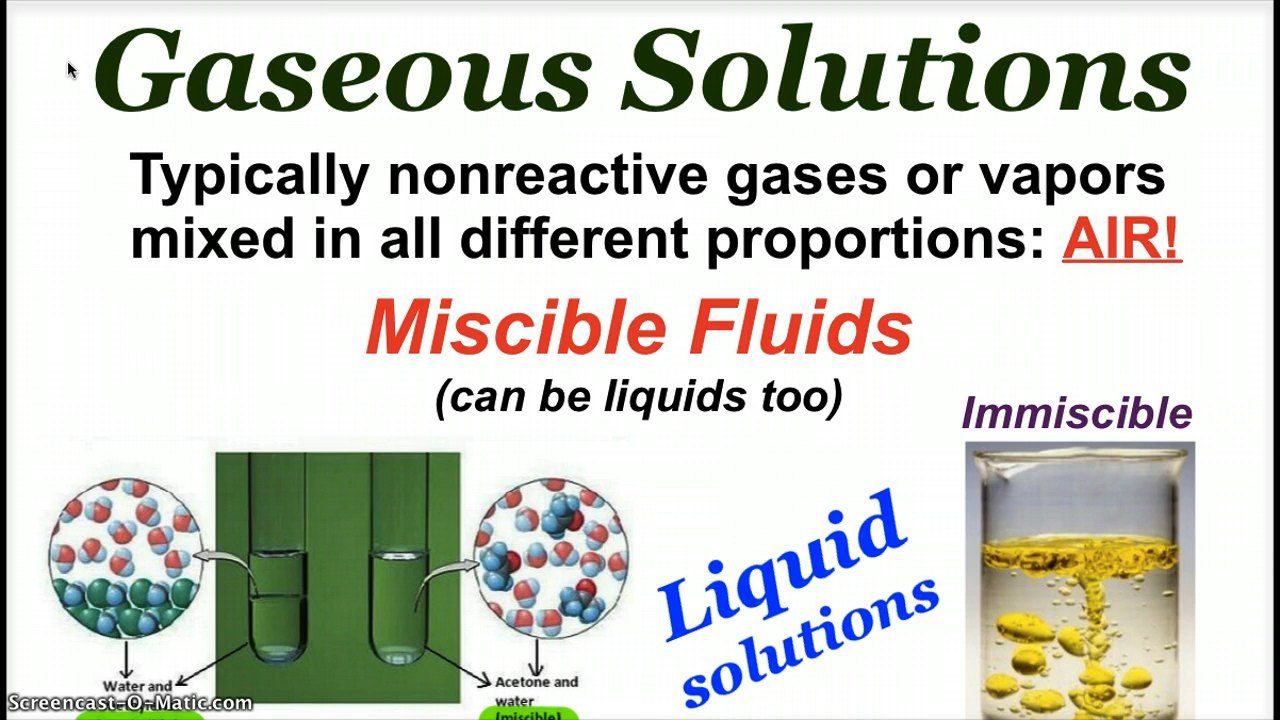 Gaseous Solutions
Typically nonreactive gases or vapors
mixed in all different proportions: AIR!
Miscible Fluids
(can be liquids too)
Immiscible
Liquid
solutions
Water and
Acetone and
water
(miscible)
Screencast-O-Matic.com